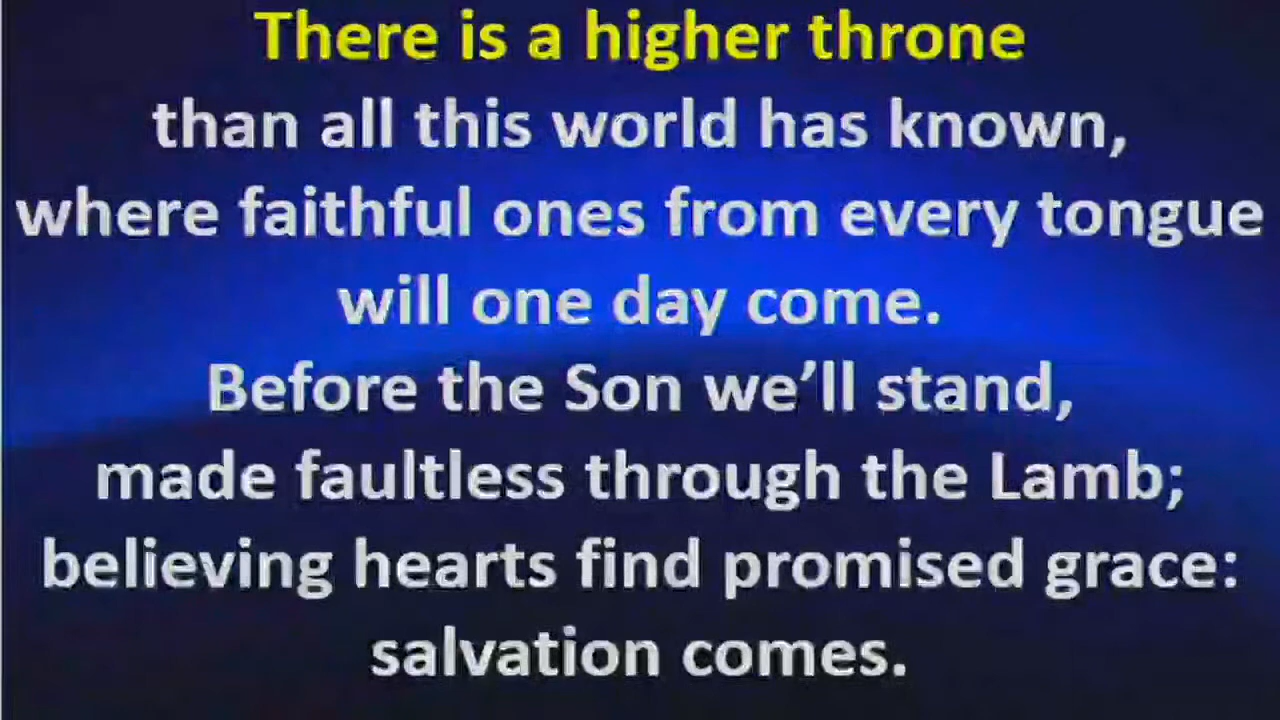 There is a higher throne
than all this world has known,
where faithful ones from every tongue
will one day come.
Before the Son we’ll stand,
made faultless through the Lamb;
believing hearts find promised grace:
salvation comes.